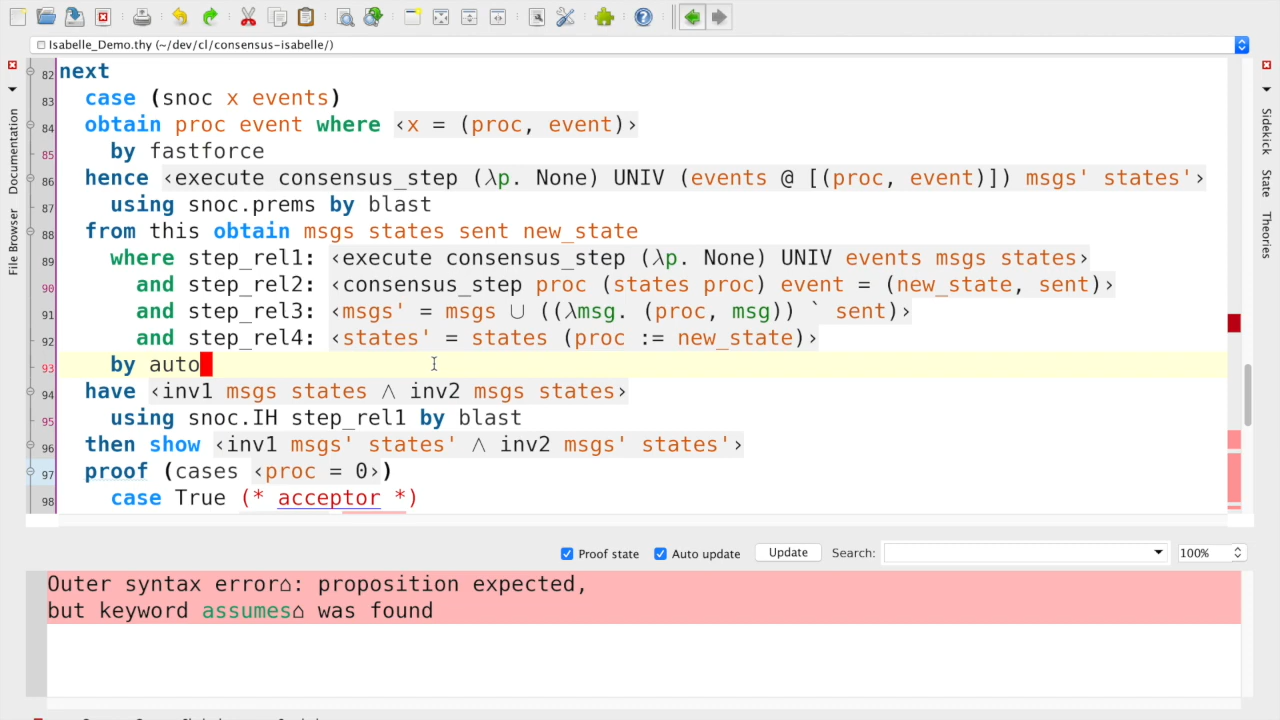 Isabelle_Demo.thy (~/dev/cl/consensus-isabelle/)
82 next
83 case (snoc x events)
84 obtain proc event where ‹x = (proc, event)›
85 by fastforce
86 hence ‹execute consensus_step (λp. None) UNIV (events @ [(proc, event)]) msgs' states'›
87 using snoc.prems by blast
88 from this obtain msgs states sent new_state
89 where step_rel1: ‹execute consensus_step (λp. None) UNIV events msgs states›
90 and step_rel2: ‹consensus_step proc (states proc) event = (new_state, sent)›
91 and step_rel3: ‹msgs' = msgs ∪ ((λmsg. (proc, msg)) ` sent)›
92 and step_rel4: ‹states' = states (proc := new_state)›
93 by auto
94 have ‹inv1 msgs states ∧ inv2 msgs states›
95 using snoc.IH step_rel1 by blast
96 then show ‹inv1 msgs' states' ∧ inv2 msgs' states'›
97 proof (cases ‹proc = 0›)
98 case True (* acceptor *)
Documentation
File Browser
Sidekick
State
Theories
Proof state Auto update Update Search: 100%
Outer syntax error⌂: proposition expected,
but keyword assumes⌂ was found